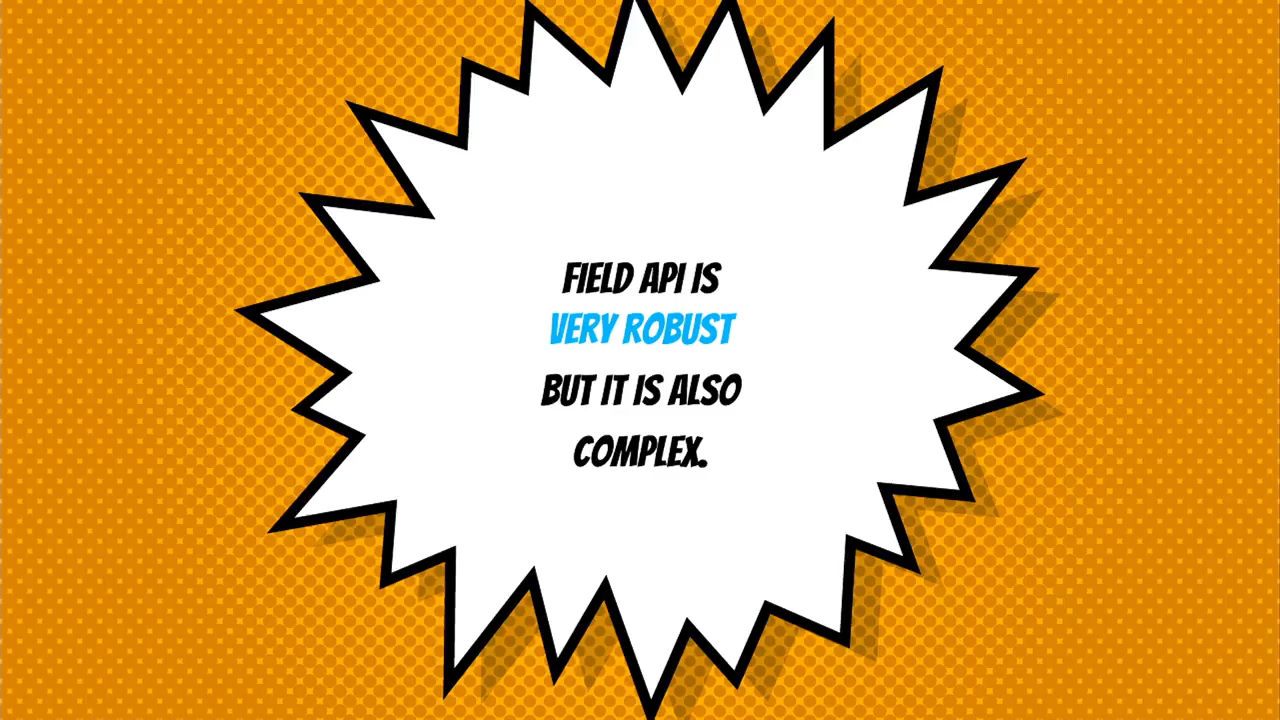 FIELD API IS
VERY ROBUST
BUT IT IS ALSO
COMPLEX.